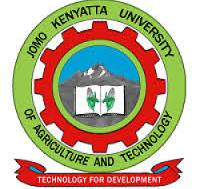 JOMO KENYATTA UNIVERSITY
OF AGRICULTURE AND TECHNOLOGY
TECHNOLOGY FOR DEVELOPMENT